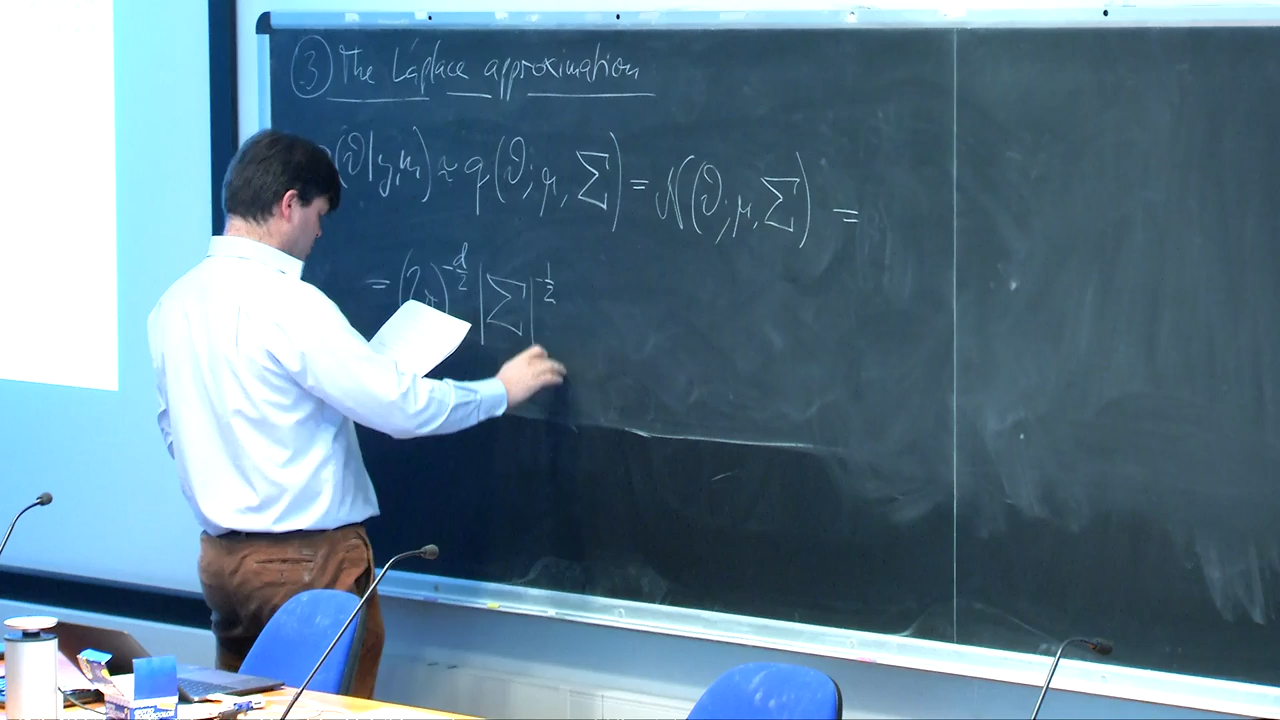 ③ The Laplace approximation
(ϑ|y,m) ≈ q(ϑ; μ, Σ) = N(ϑ; μ, Σ) =
= (2π)^{-d/2} |Σ|^{-1/2}